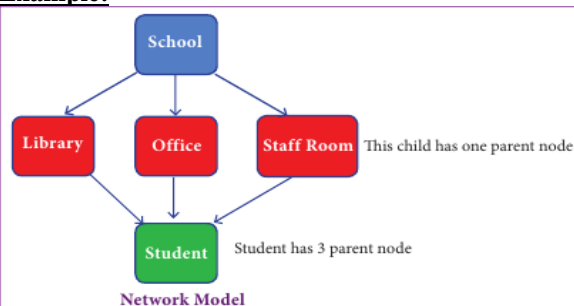 Example:
School
Library
Office
Staff Room
This child has one parent node
Student
Student has 3 parent node
Network Model